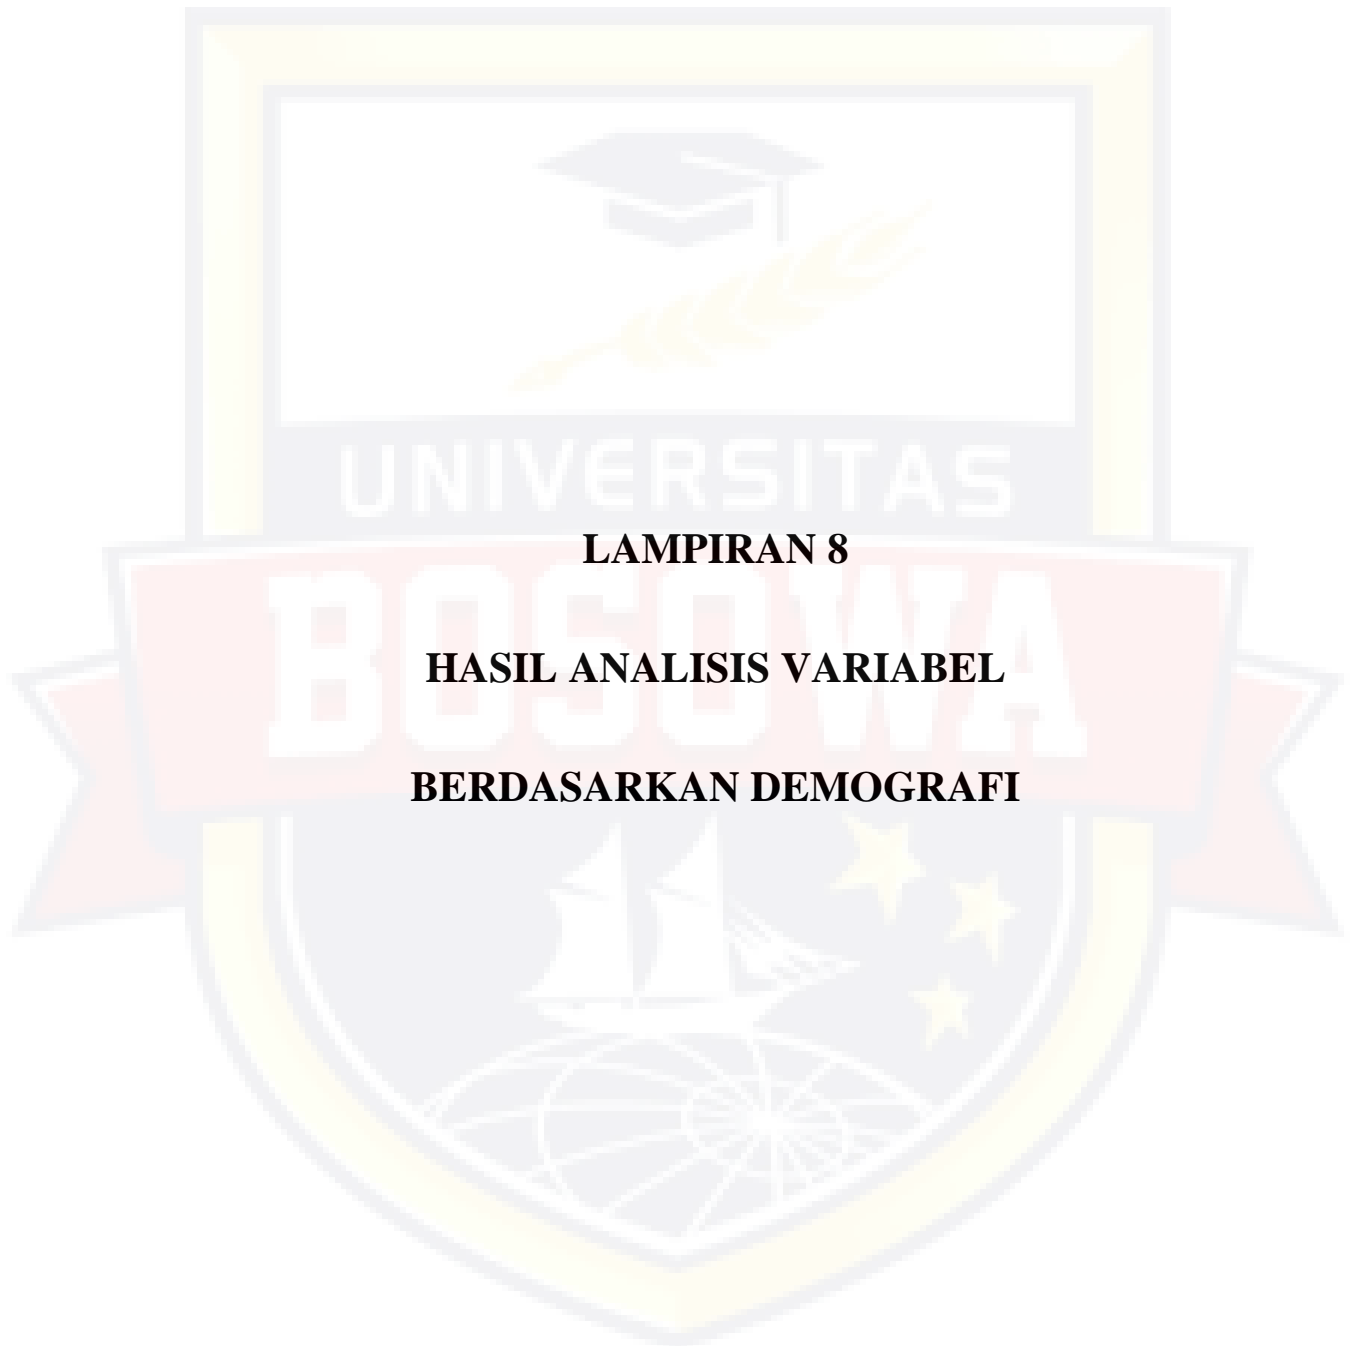 UNIVERSITAS
LAMPIRAN 8
BOSOWA
HASIL ANALISIS VARIABEL
BERDASARKAN DEMOGRAFI